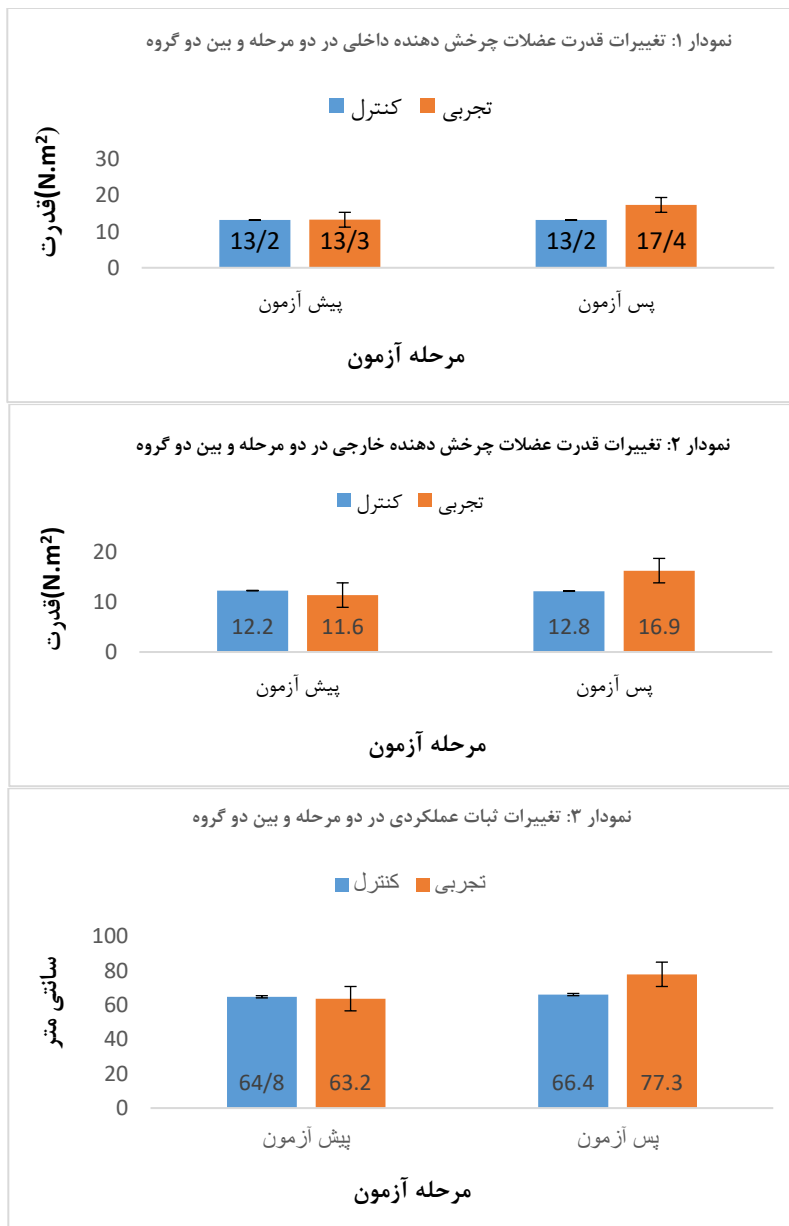 نمودار ۱: تغییرات قدرت عضلات چرخش دهنده داخلی در دو مرحله و بین دو گروه
کنترل تجربی
قدرت(N.m²)
30
20
10
0
13/2 13/3 13/2 17/4
پیش آزمون پس آزمون
مرحله آزمون
نمودار ۲: تغییرات قدرت عضلات چرخش دهنده خارجی در دو مرحله و بین دو گروه
کنترل تجربی
قدرت(N.m²)
20
10
0
12.2 11.6 12.8 16.9
پیش آزمون پس آزمون
مرحله آزمون
نمودار ۳: تغییرات ثبات عملکردی در دو مرحله و بین دو گروه
کنترل تجربی
سانتی متر
100
80
60
40
20
0
64/8 63.2 66.4 77.3
پیش آزمون پس آزمون
مرحله آزمون